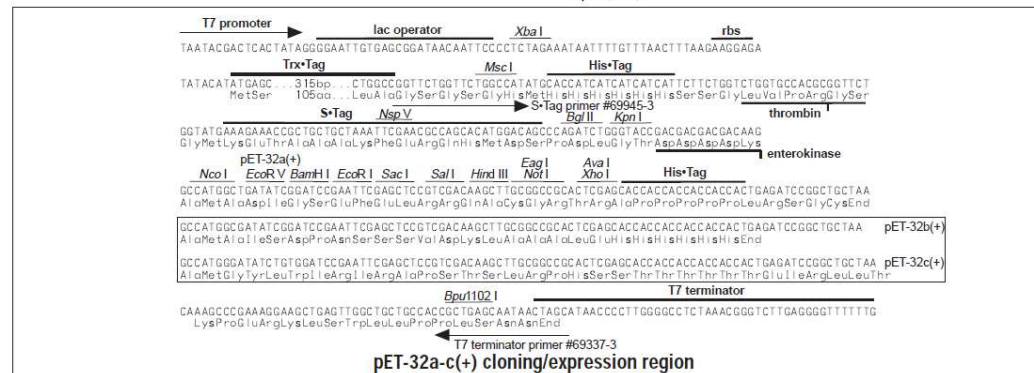 T7 promoter
lac operator
Xba I
rbs
TAATACGACTCACTATAGGGGAATTGTGAGCGGATAACAATTCCCCTCTAGAAATAATTTTGTTTAACTTTAAGAAGGAGA
Trx•Tag
Msc I
His•Tag
TATACATATGAGC...315bp...CTGGCCGGTTCTGGTTCTGGCCATATGCACCATCATCATCATCATTCTTCTGGTCTGGTGCCACGCGGTTCT
MetSer 105aa...LeuAlaGlySerGlySerGlyHisMetHisHisHisHisHisHisSerSerGlyLeuValProArgGlySer
S•Tag primer #69945-3
thrombin
S•Tag
Nsp V
Bgl II
Kpn I
GGTATGAAAGAAACCGCTGCTGCTAAATTCGAACGCCAGCACATGGACAGCCCAGATCTGGGTACCGACGACGACGACAAG
GlyMetLysGluThrAlaAlaAlaLysPheGluArgGlnHisMetAspSerProAspLeuGlyThrAspAspAspAspLys
enterokinase
pET-32a(+)
Nco I
EcoR V
BamH I
EcoR I
Sac I
Sal I
Hind III
Eag I
Not I
Ava I
Xho I
His•Tag
GCCATGGCTGATATCGGATCCGAATTCGAGCTCCGTCGACAAGCTTGCGGCCGCACTCGAGCACCACCACCACCACCACTGAGATCCGGCTGCTAA
AlaMetAlaAspIleGlySerGluPheGluLeuArgArgGlnAlaCysGlyArgThrArgAlaProProProProProLeuArgSerGlyCysEnd
GCCATGGCGATATCGGATCCGAATTCGAGCTCCGTCGACAAGCTTGCGGCCGCACTCGAGCACCACCACCACCACCACTGAGATCCGGCTGCTAA pET-32b(+)
AlaMetAlaIleSerAspProAsnSerSerSerValAspLysLeuAlaAlaAlaLeuGluHisHisHisHisHisHisEnd
GCCATGGGATATCTGTGGATCCGAATTCGAGCTCCGTCGACAAGCTTGCGGCCGCACTCGAGCACCACCACCACCACCACTGAGATCCGGCTGCTAA pET-32c(+)
AlaMetGlyTyrLeuTrpIleArgIleArgAlaProSerThrSerLeuArgProHisSerSerThrThrThrThrThrThrGluIleArgLeuLeuThr
Bpu1102 I
T7 terminator
CAAAGCCCGAAAGGAAGCTGAGTTGGCTGCTGCCACCGCTGAGCAATAACTAGCATAACCCCTTGGGGCCTCTAAACGGGTCTTGAGGGGTTTTTTG
LysProGluArgLysLeuSerTrpLeuLeuProProLeuSerAsnAsnEnd
T7 terminator primer #69337-3
pET-32a-c(+) cloning/expression region